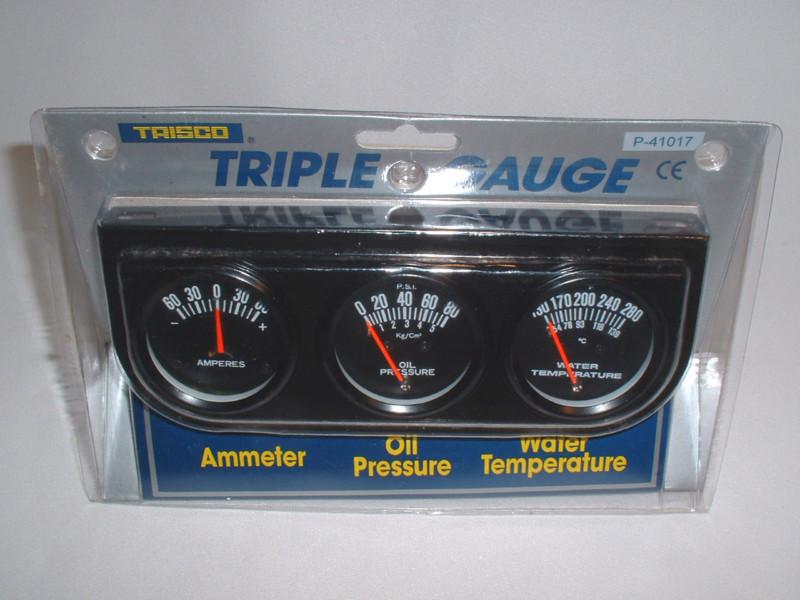 TRISCO
P-41017
TRIPLE GAUGE CE
60 30 0 30 60
- +
AMPERES
P.S.I.
0 20 40 60 80
1 2 3 4 5
Kg/Cm²
OIL
PRESSURE
°F
130 170 200 240 280
54 76 93 116 138
°C
WATER
TEMPERATURE
Ammeter
Oil
Pressure
Water
Temperature